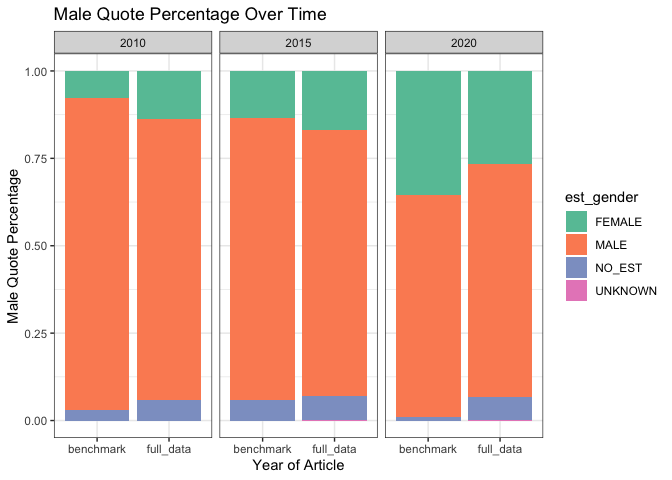 Male Quote Percentage Over Time
2010
2015
2020
1.00
0.75
0.50
0.25
0.00
Male Quote Percentage
benchmark
full_data
benchmark
full_data
benchmark
full_data
Year of Article
est_gender
FEMALE
MALE
NO_EST
UNKNOWN